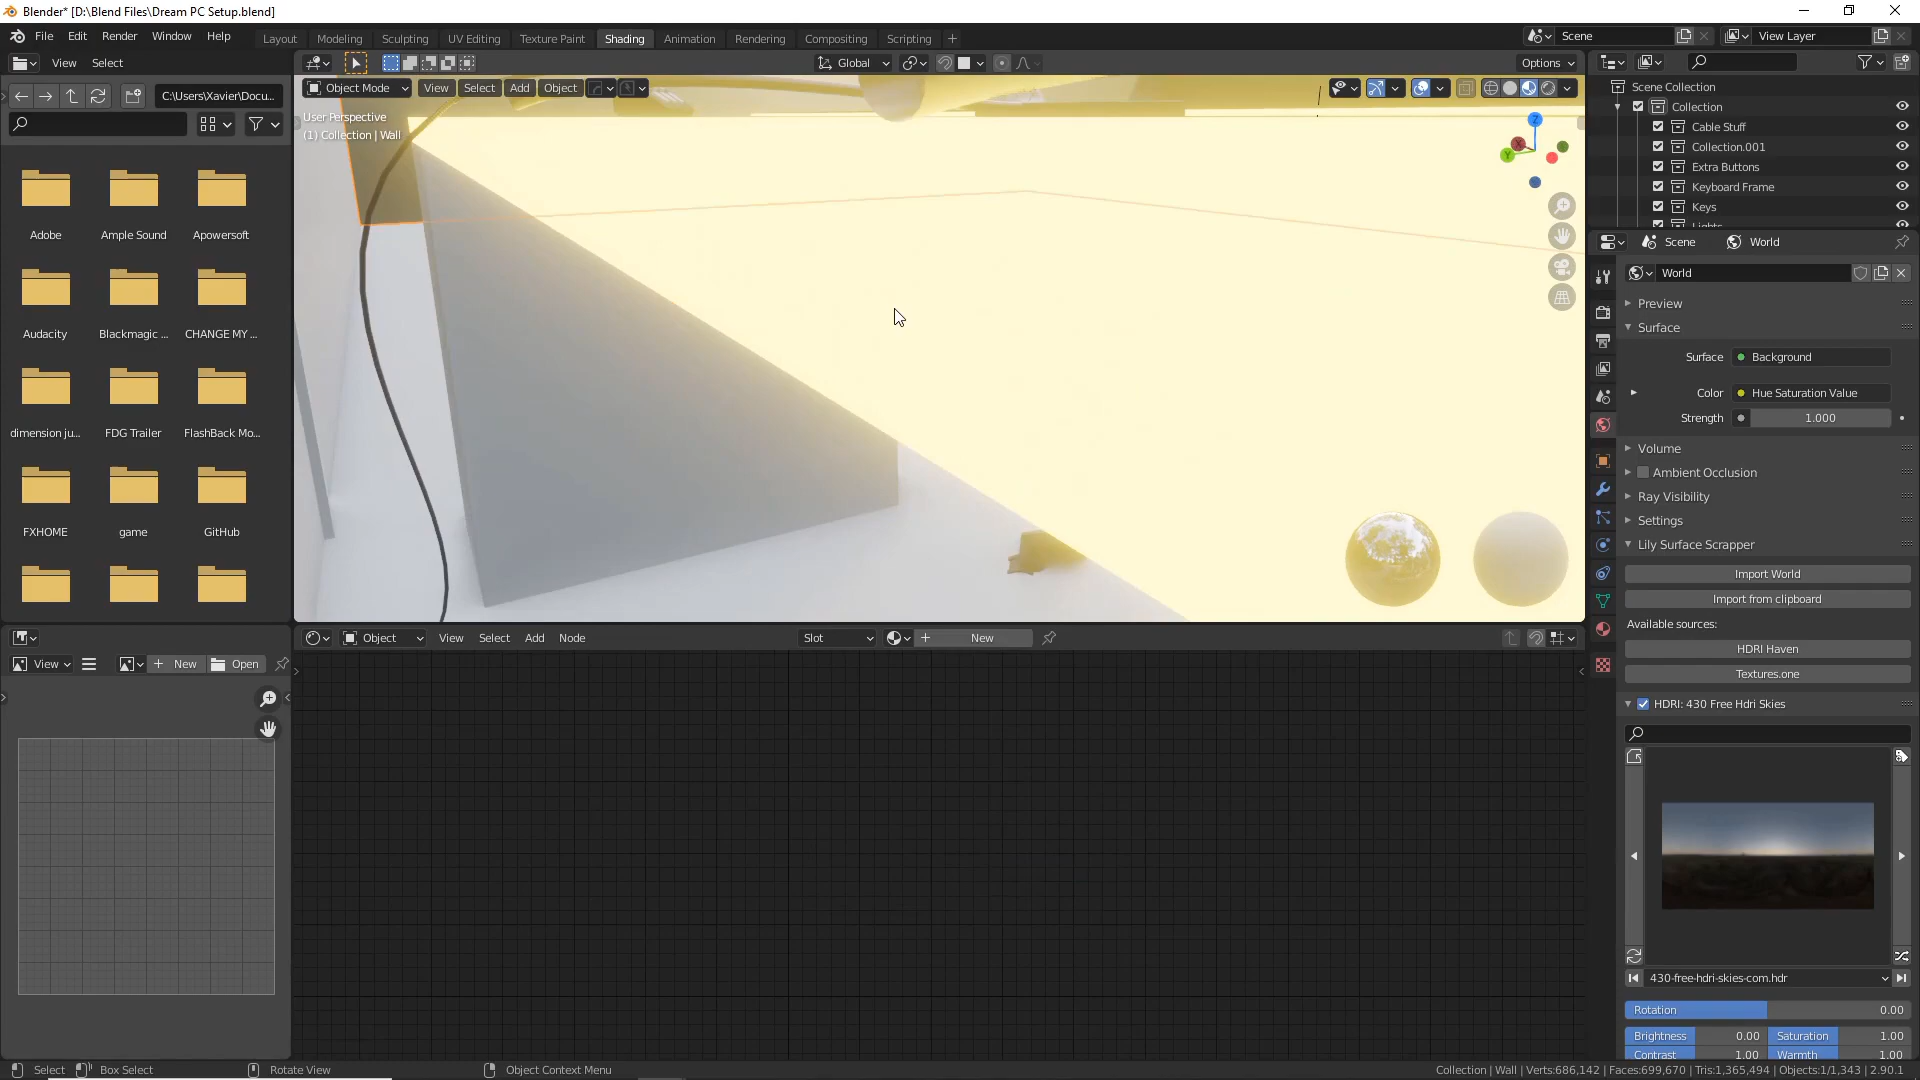 Blender* [D:\Blend Files\Dream PC Setup.blend]
File Edit Render Window Help
Layout Modeling Sculpting UV Editing Texture Paint Shading Animation Rendering Compositing Scripting +
Scene
View Layer
View Select
Global
Options
C:\Users\Xavier\Docu...
Object Mode View Select Add Object
User Perspective
(1) Collection | Wall
Z
X
Y
Adobe
Ample Sound
Apowersoft
Audacity
Blackmagic ...
CHANGE MY ...
dimension ju...
FDG Trailer
FlashBack Mo...
FXHOME
game
GitHub
Scene Collection
Collection
Cable Stuff
Collection.001
Extra Buttons
Keyboard Frame
Keys
Lights
Scene World
World
Preview
Surface
Surface Background
Color Hue Saturation Value
Strength 1.000
Volume
Ambient Occlusion
Ray Visibility
Settings
Lily Surface Scrapper
Import World
Import from clipboard
Available sources:
HDRI Haven
Textures.one
HDRI: 430 Free Hdri Skies
430-free-hdri-skies-com.hdr
Rotation 0.00
Brightness 0.00 Saturation 1.00
Contrast 1.00 Warmth 1.00
View New Open
Object View Select Add Node Slot New
Select Box Select Rotate View Object Context Menu
Collection | Wall | Verts:686,142 | Faces:699,670 | Tris:1,365,494 | Objects:1/1,343 | 2.90.1